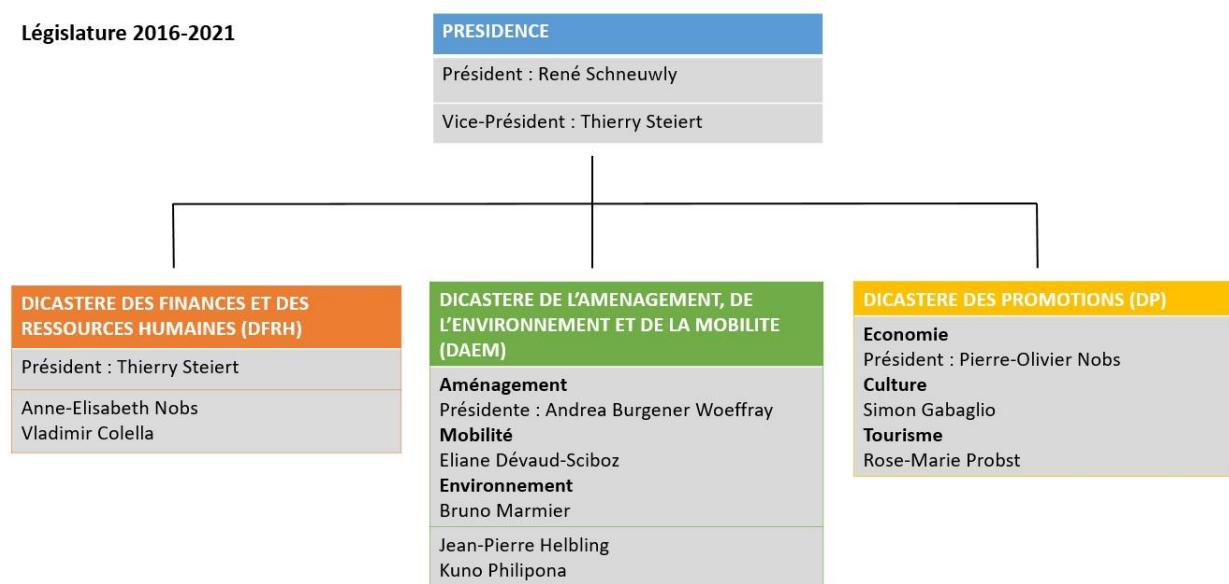 Législature 2016-2021
PRESIDENCE
Président : René Schneuwly
Vice-Président : Thierry Steiert
DICASTERE DES FINANCES ET DES
RESSOURCES HUMAINES (DFRH)
Président : Thierry Steiert
Anne-Elisabeth Nobs
Vladimir Colella
DICASTERE DE L’AMENAGEMENT, DE
L’ENVIRONNEMENT ET DE LA MOBILITE
(DAEM)
Aménagement
Présidente : Andrea Burgener Woeffray
Mobilité
Eliane Dévaud-Sciboz
Environnement
Bruno Marmier
Jean-Pierre Helbling
Kuno Philipona
DICASTERE DES PROMOTIONS (DP)
Economie
Président : Pierre-Olivier Nobs
Culture
Simon Gabaglio
Tourisme
Rose-Marie Probst